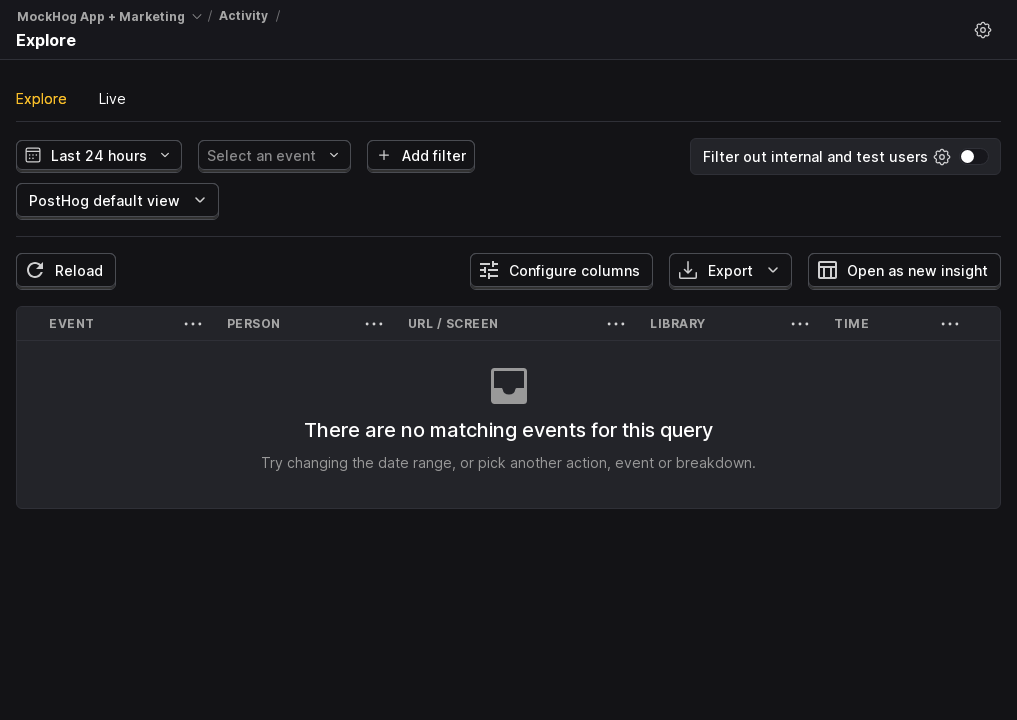 MockHog App + Marketing / Activity /
Explore
Explore Live
Last 24 hours Select an event Add filter Filter out internal and test users
PostHog default view
Reload Configure columns Export Open as new insight
EVENT PERSON URL / SCREEN LIBRARY TIME
There are no matching events for this query
Try changing the date range, or pick another action, event or breakdown.